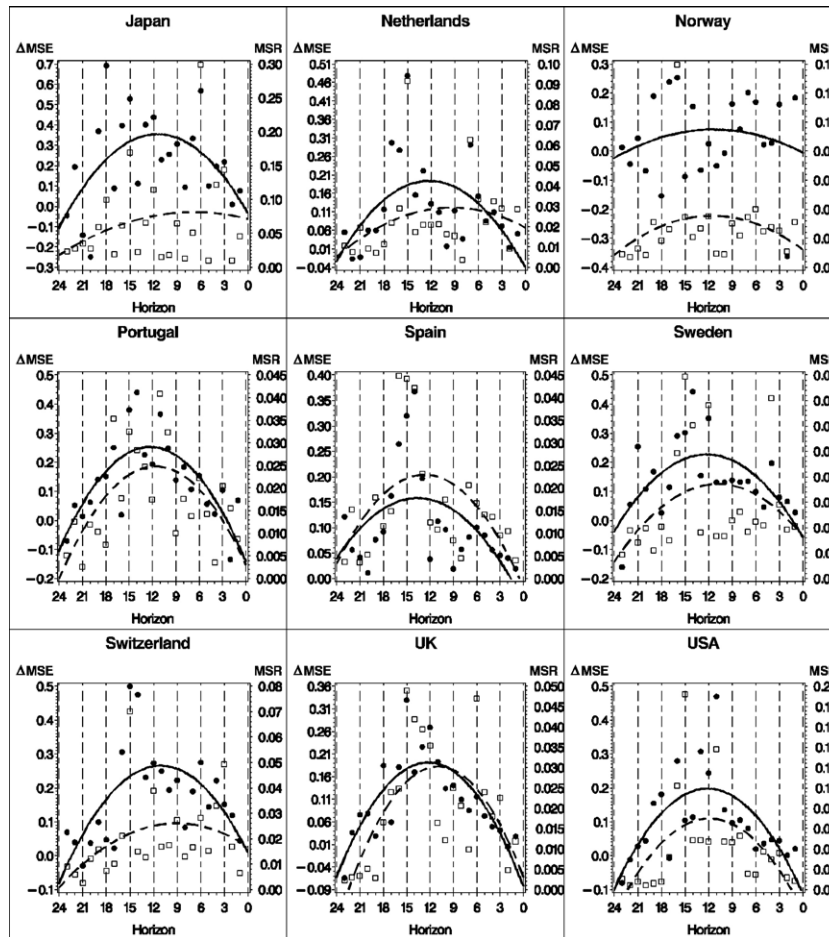 Japan
ΔMSE MSR
0.7 0.30
0.6
0.5
0.4 0.20
0.3
0.2
0.1 0.10
0.0
−0.1
−0.2
−0.3 0.00
24 21 18 15 12 9 6 3 0
Horizon
Netherlands
ΔMSE MSR
0.51 0.10
0.46 0.09
0.41 0.08
0.36 0.07
0.31 0.06
0.26 0.05
0.21 0.04
0.16 0.03
0.11 0.02
0.06 0.01
0.01 0.00
−0.04
24 21 18 15 12 9 6 3 0
Horizon
Norway
ΔMSE MSR
0.3
0.2
0.1
0.0
−0.1
−0.2
−0.3
−0.4
24 21 18 15 12 9 6 3 0
Horizon
Portugal
ΔMSE MSR
0.5 0.045
0.4 0.040
0.3 0.035
0.2 0.030
0.1 0.025
0.0 0.020
−0.1 0.015
−0.2 0.010
0.005
0.000
24 21 18 15 12 9 6 3 0
Horizon
Spain
ΔMSE MSR
0.40 0.045
0.35 0.040
0.30 0.035
0.25 0.030
0.20 0.025
0.15 0.020
0.10 0.015
0.05 0.010
0.00 0.005
0.000
24 21 18 15 12 9 6 3 0
Horizon
Sweden
ΔMSE MSR
0.5
0.4
0.3
0.2
0.1
0.0
−0.1
−0.2
24 21 18 15 12 9 6 3 0
Horizon
Switzerland
ΔMSE MSR
0.5 0.08
0.4 0.07
0.3 0.06
0.2 0.05
0.1 0.04
0.0 0.03
−0.1 0.02
0.01
0.00
24 21 18 15 12 9 6 3 0
Horizon
UK
ΔMSE MSR
0.36 0.050
0.31 0.045
0.26 0.040
0.21 0.035
0.16 0.030
0.11 0.025
0.06 0.020
0.01 0.015
−0.04 0.010
−0.09 0.005
0.000
24 21 18 15 12 9 6 3 0
Horizon
USA
ΔMSE MSR
0.5
0.4
0.3
0.2
0.1
0.0
−0.1
24 21 18 15 12 9 6 3 0
Horizon